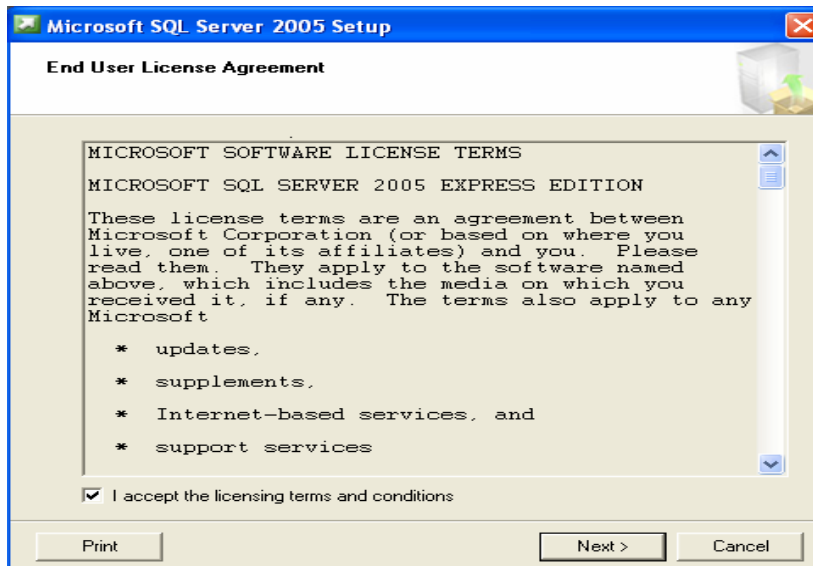 Microsoft SQL Server 2005 Setup
End User License Agreement
MICROSOFT SOFTWARE LICENSE TERMS
MICROSOFT SQL SERVER 2005 EXPRESS EDITION
These license terms are an agreement between
Microsoft Corporation (or based on where you
live, one of its affiliates) and you.  Please
read them.  They apply to the software named
above, which includes the media on which you
received it, if any.  The terms also apply to any
Microsoft
*  updates,
*  supplements,
*  Internet-based services, and
*  support services
I accept the licensing terms and conditions
Print Next > Cancel